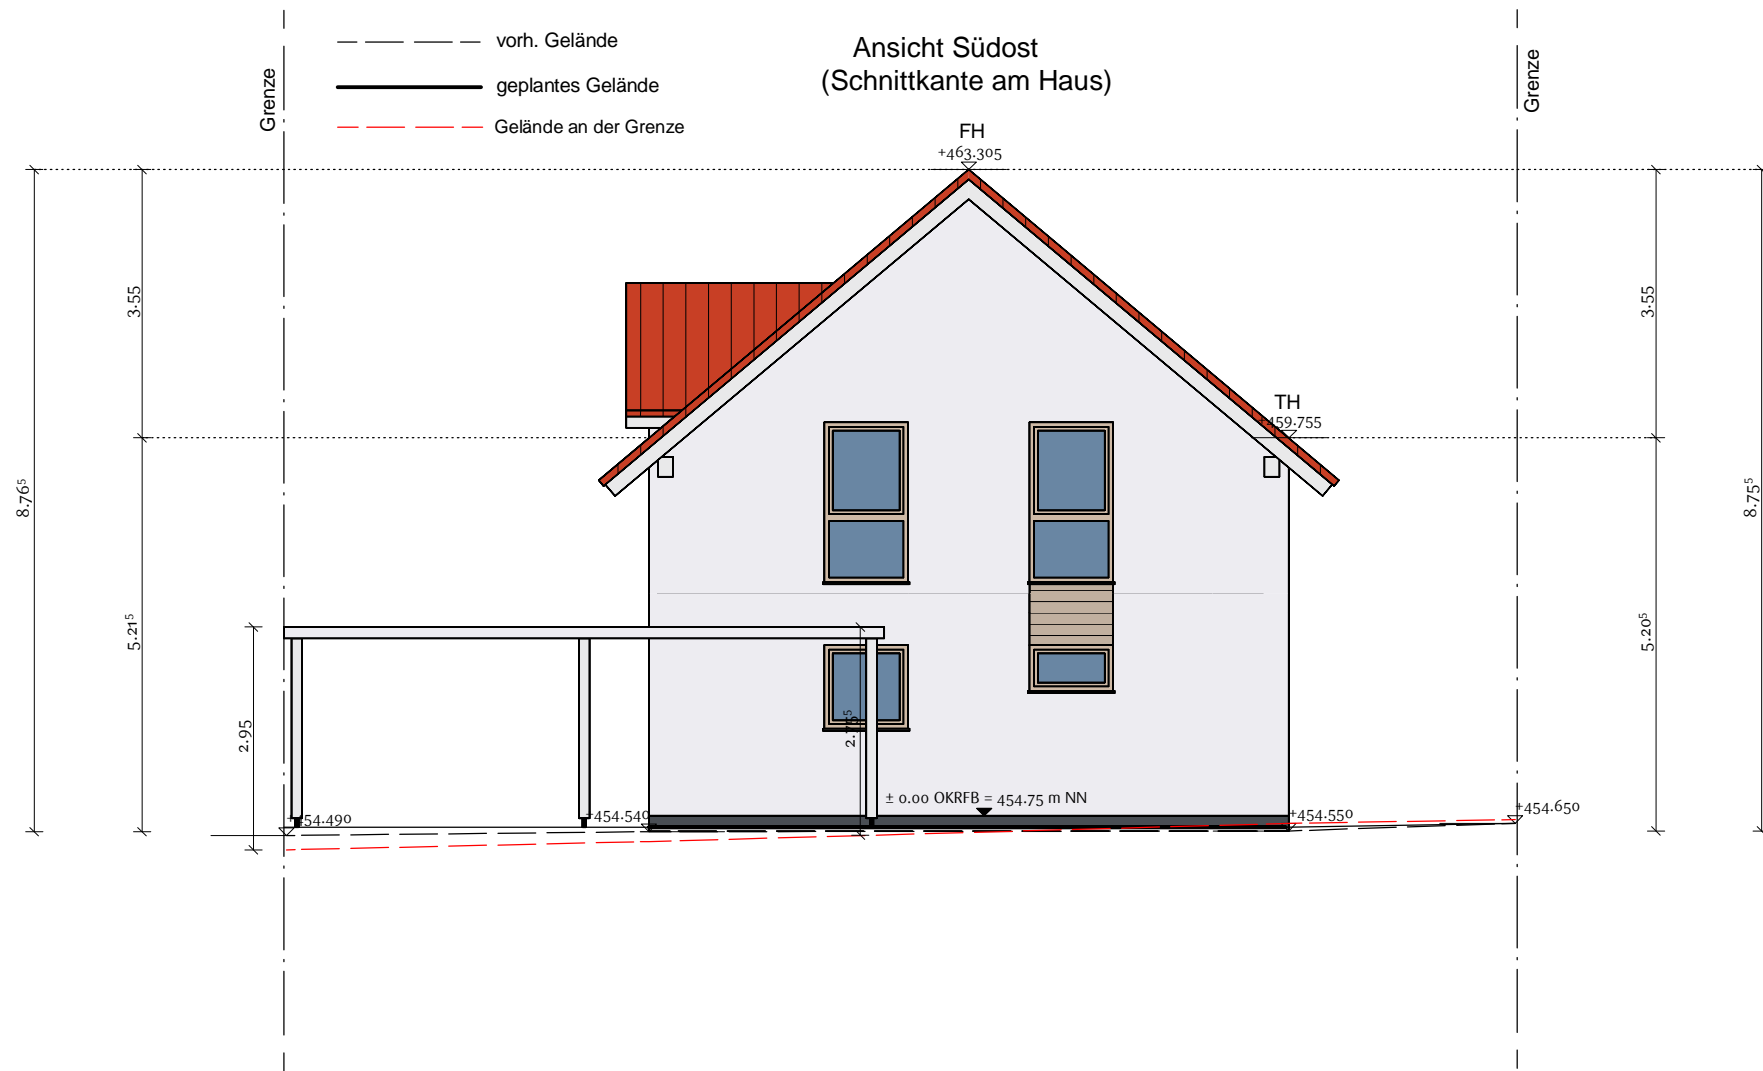 vorh. Gelände
geplantes Gelände
Gelände an der Grenze
Ansicht Südost
(Schnittkante am Haus)
Grenze
Grenze
FH
+463.305
TH
+459.755
3.55
8.76⁵
5.21⁵
2.95
3.55
8.75⁵
5.20⁵
± 0.00 OKRFB = 454.75 m NN
+454.490
+454.540
+454.550
+454.650